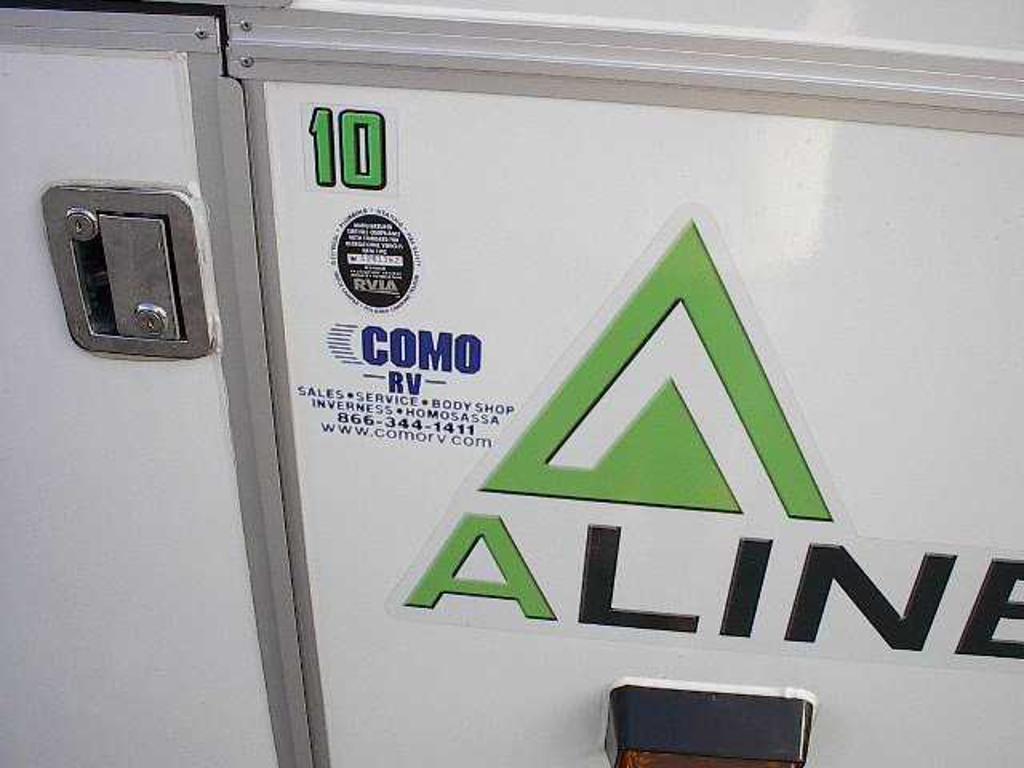 10
RVIA
COMO
RV
SALES • SERVICE • BODY SHOP
INVERNESS • HOMOSASSA
866-344-1411
www.comorv.com
ALINE